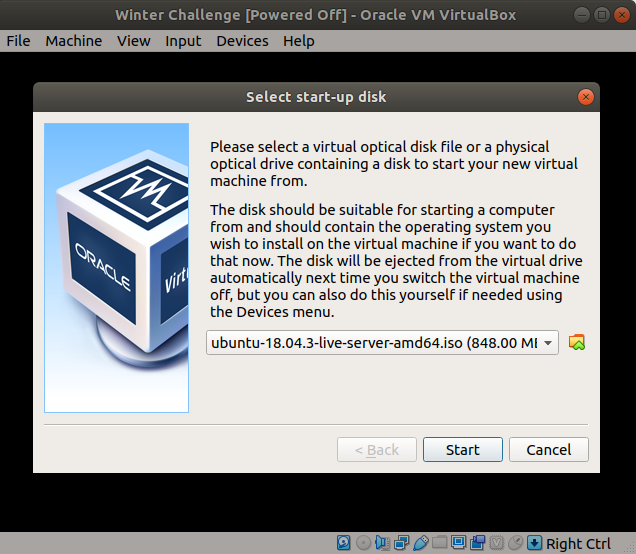 Winter Challenge [Powered Off] - Oracle VM VirtualBox
File Machine View Input Devices Help
Select start-up disk
Please select a virtual optical disk file or a physical
optical drive containing a disk to start your new virtual
machine from.
The disk should be suitable for starting a computer
from and should contain the operating system you
wish to install on the virtual machine if you want to do
that now. The disk will be ejected from the virtual drive
automatically next time you switch the virtual machine
off, but you can also do this yourself if needed using
the Devices menu.
ORACLE
Virtu
ubuntu-18.04.3-live-server-amd64.iso (848.00 ME
< Back Start Cancel
Right Ctrl